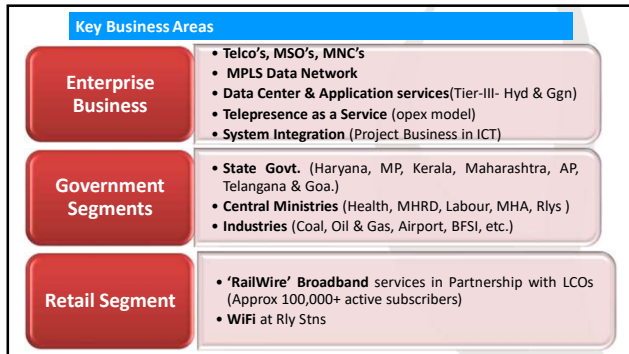 Key Business Areas
Enterprise
Business
• Telco's, MSO's, MNC's
• MPLS Data Network
• Data Center & Application services(Tier-III- Hyd & Ggn)
• Telepresence as a Service (opex model)
• System Integration (Project Business in ICT)
Government
Segments
• State Govt. (Haryana, MP, Kerala, Maharashtra, AP,
Telangana & Goa.)
• Central Ministries (Health, MHRD, Labour, MHA, Rlys )
• Industries (Coal, Oil & Gas, Airport, BFSI, etc.)
Retail Segment
• ‘RailWire’ Broadband services in Partnership with LCOs
(Approx 100,000+ active subscribers)
• WiFi at Rly Stns